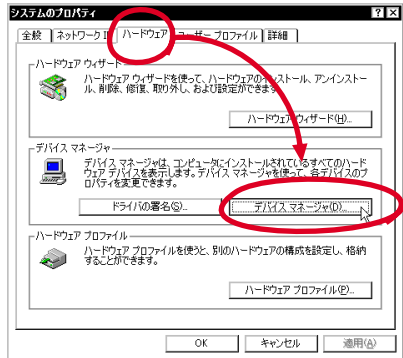 システムのプロパティ
全般 ネットワーク ID ハードウェア ユーザー プロファイル 詳細
ハードウェア ウィザード
ハードウェア ウィザードを使って、ハードウェアのインストール、アンインストー
ル、削除、修復、取り外し、および設定ができます。
ハードウェア ウィザード(H)...
デバイス マネージャ
デバイス マネージャは、コンピュータにインストールされているすべてのハード
ウェア デバイスを表示します。デバイス マネージャを使って、各デバイスのプ
ロパティを変更できます。
ドライバの署名(S)... デバイス マネージャ(D)...
ハードウェア プロファイル
ハードウェア プロファイルを使うと、別のハードウェアの構成を設定し、格納
することができます。
ハードウェア プロファイル(P)...
OK キャンセル 適用(A)